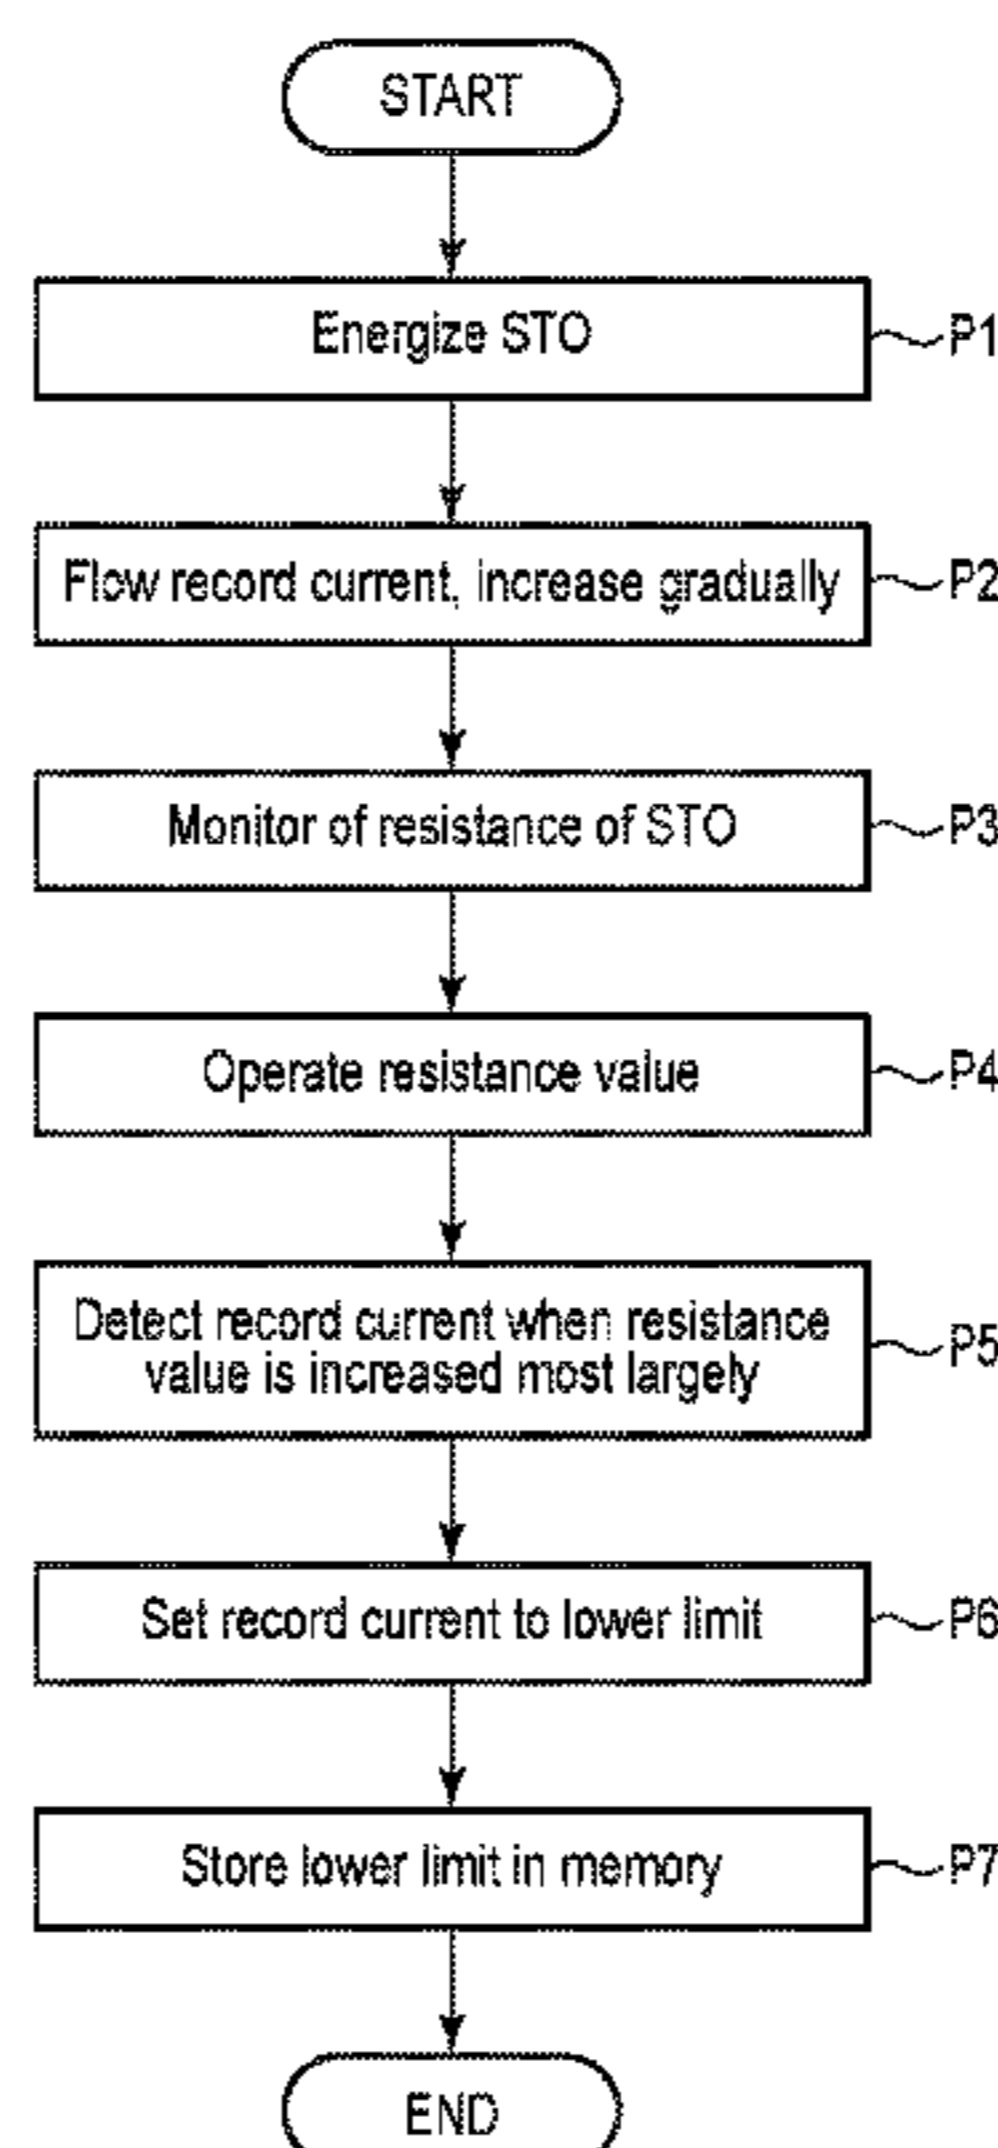 START
Energize STO
P1
Flow record current, increase gradually
P2
Monitor of resistance of STO
P3
Operate resistance value
P4
Detect record current when resistance
value is increased most largely
P5
Set record current to lower limit
P6
Store lower limit in memory
P7
END